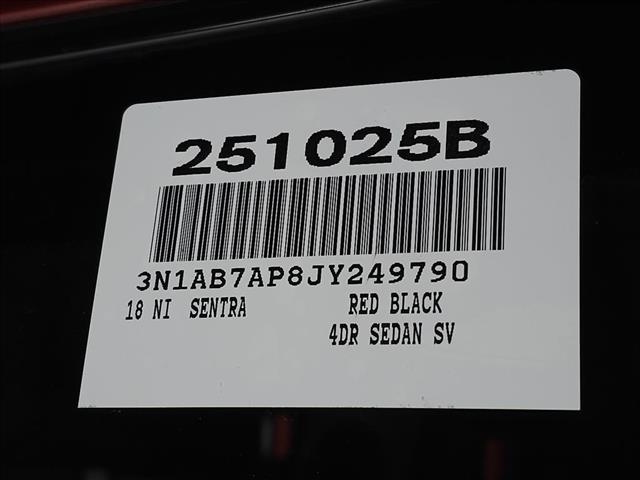 251025B
3N1AB7AP8JY249790
18 NI SENTRA RED BLACK
4DR SEDAN SV